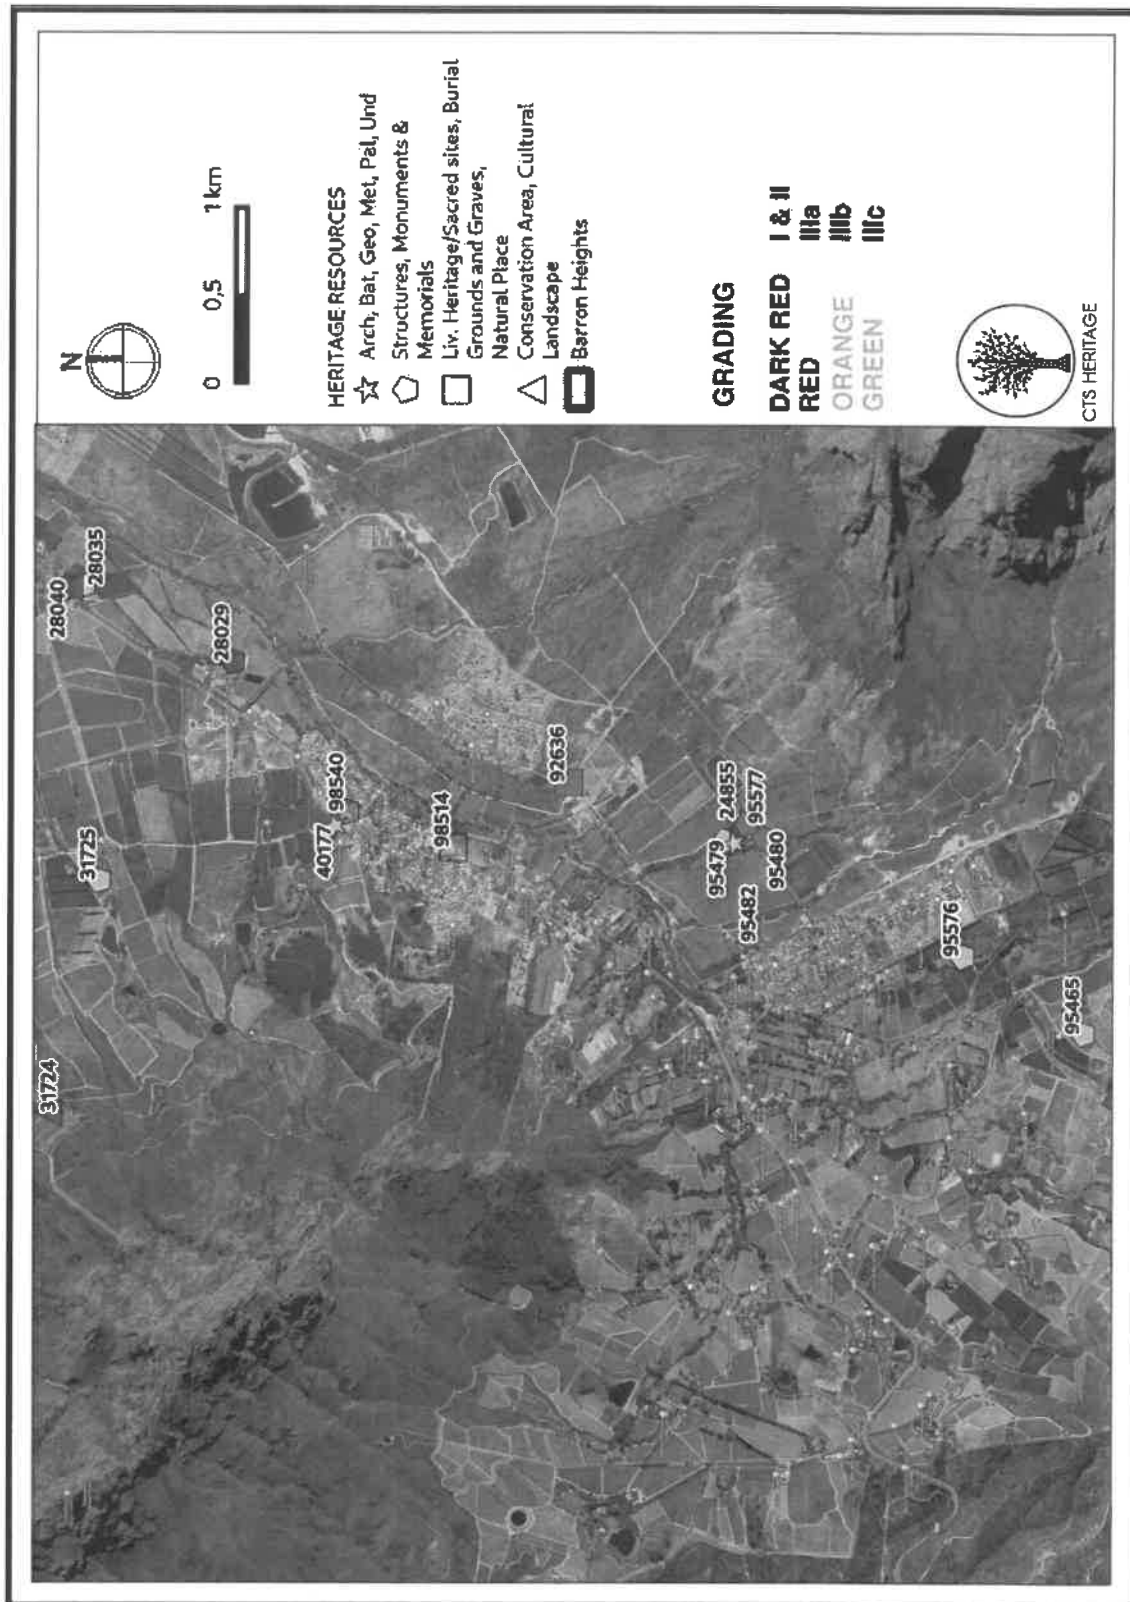 N
0 0,5 1 km
HERITAGE RESOURCES
Arch, Bat, Geo, Met, Pal, Und
Structures, Monuments &
Memorials
Liv. Heritage/Sacred sites, Burial
Grounds and Graves,
Natural Place
Conservation Area, Cultural
Landscape
Barron Heights
GRADING
DARK RED I & II
RED IIIa
ORANGE IIIb
GREEN IIIc
CTS HERITAGE
31724
31725
28040
28035
28029
40177
98540
98514
92636
95479
24855
95577
95482
95480
95576
95465